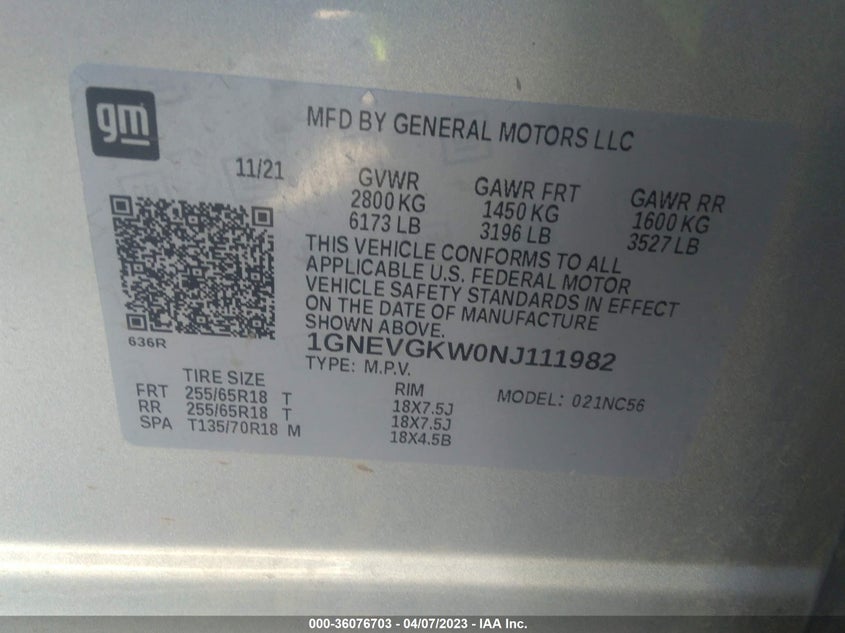 gm
MFD BY GENERAL MOTORS LLC
11/21
GVWR GAWR FRT GAWR RR
2800 KG 1450 KG 1600 KG
6173 LB 3196 LB 3527 LB
THIS VEHICLE CONFORMS TO ALL
APPLICABLE U.S. FEDERAL MOTOR
VEHICLE SAFETY STANDARDS IN EFFECT
ON THE DATE OF MANUFACTURE
SHOWN ABOVE.
636R
1GNEVGKW0NJ111982
TYPE: M.P.V.
TIRE SIZE RIM MODEL: 021NC56
FRT 255/65R18 T 18X7.5J
RR 255/65R18 T 18X7.5J
SPA T135/70R18 M 18X4.5B
000-36076703 - 04/07/2023 - IAA Inc.